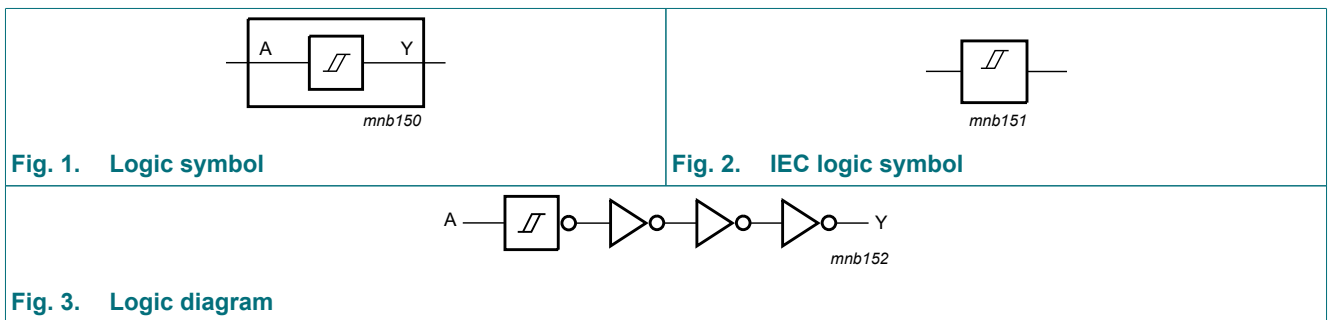 A Y
mnb150
Fig. 1. Logic symbol
mnb151
Fig. 2. IEC logic symbol
A Y
mnb152
Fig. 3. Logic diagram